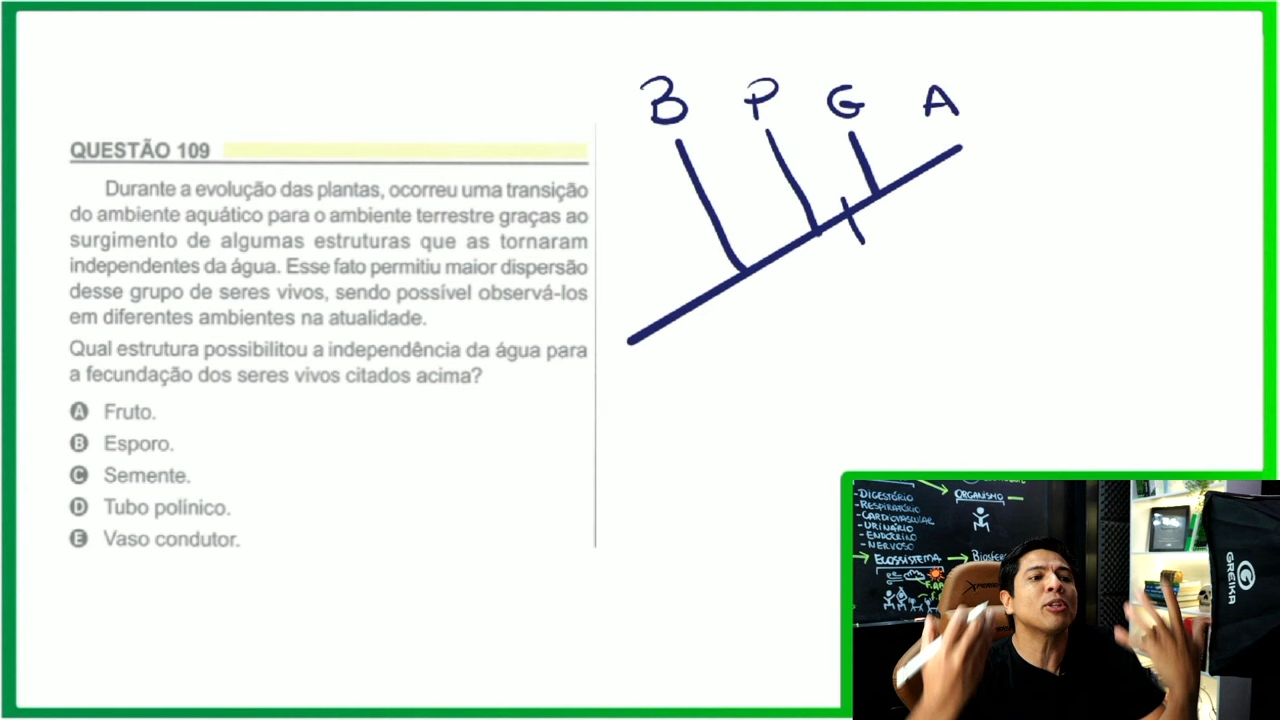 B P G A
QUESTÃO 109
Durante a evolução das plantas, ocorreu uma transição
do ambiente aquático para o ambiente terrestre graças ao
surgimento de algumas estruturas que as tornaram
independentes da água. Esse fato permitiu maior dispersão
desse grupo de seres vivos, sendo possível observá-los
em diferentes ambientes na atualidade.
Qual estrutura possibilitou a independência da água para
a fecundação dos seres vivos citados acima?
A Fruto.
B Esporo.
C Semente.
D Tubo polínico.
E Vaso condutor.
-DIGESTÓRIO
-RESPIRATÓRIO
-CARDIOVASCULAR
-URINÁRIO
-ENDÓCRINO
-NERVOSO
ORGANISMO
ECOSSISTEMA
GREIKA